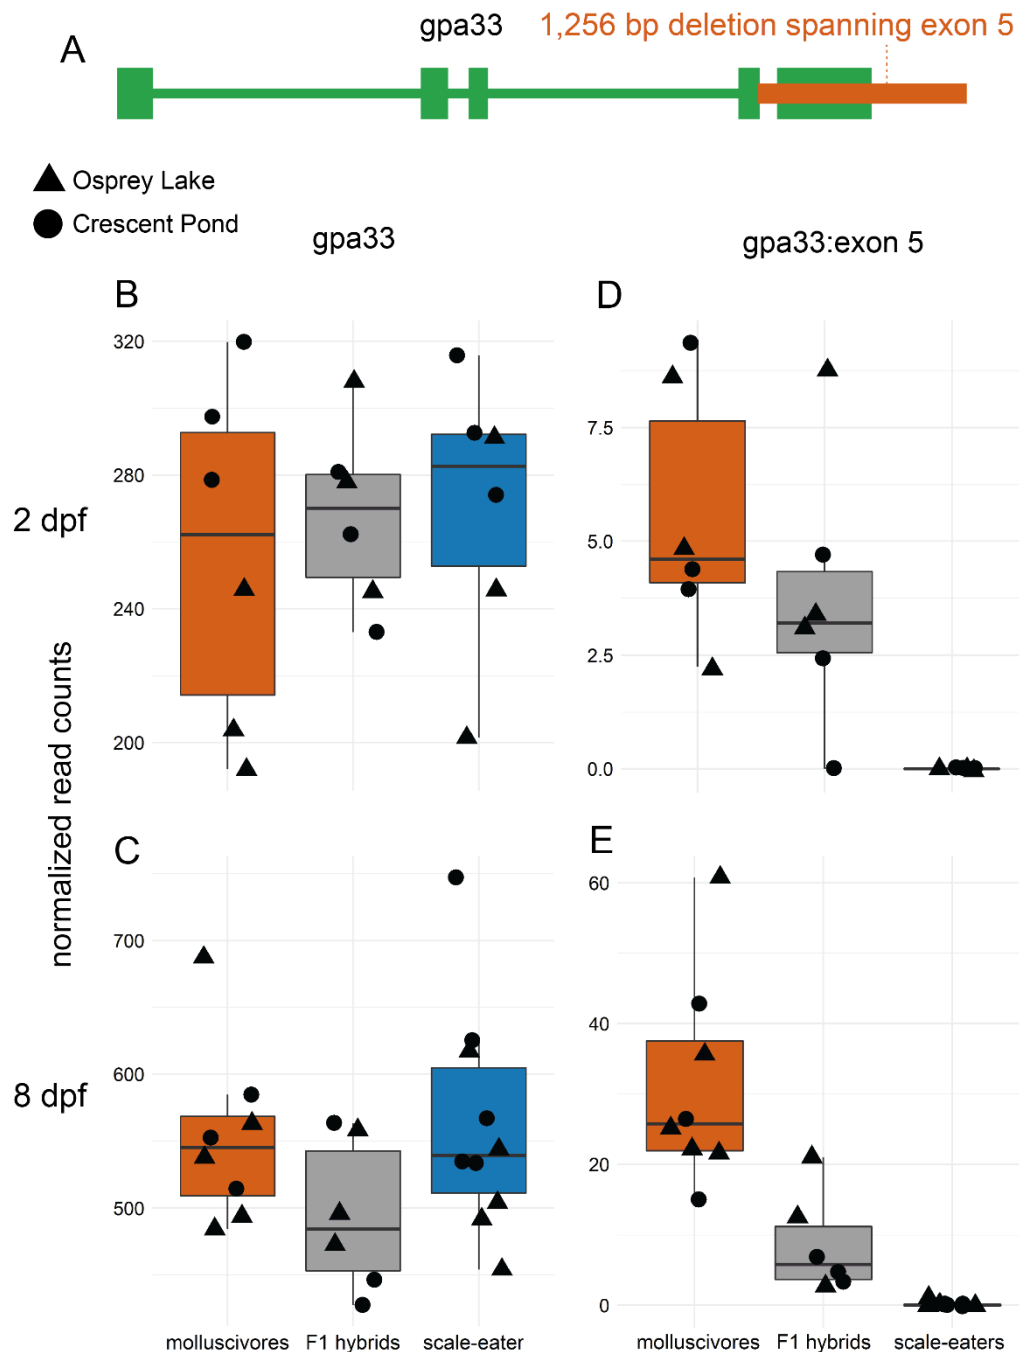 A
gpa33
1,256 bp deletion spanning exon 5
Osprey Lake
Crescent Pond
gpa33
gpa33:exon 5
B
D
320
280
240
200
7.5
5.0
2.5
0.0
2 dpf
normalized read counts
C
E
700
600
500
60
40
20
0
8 dpf
molluscivores F1 hybrids scale-eater
molluscivores F1 hybrids scale-eaters